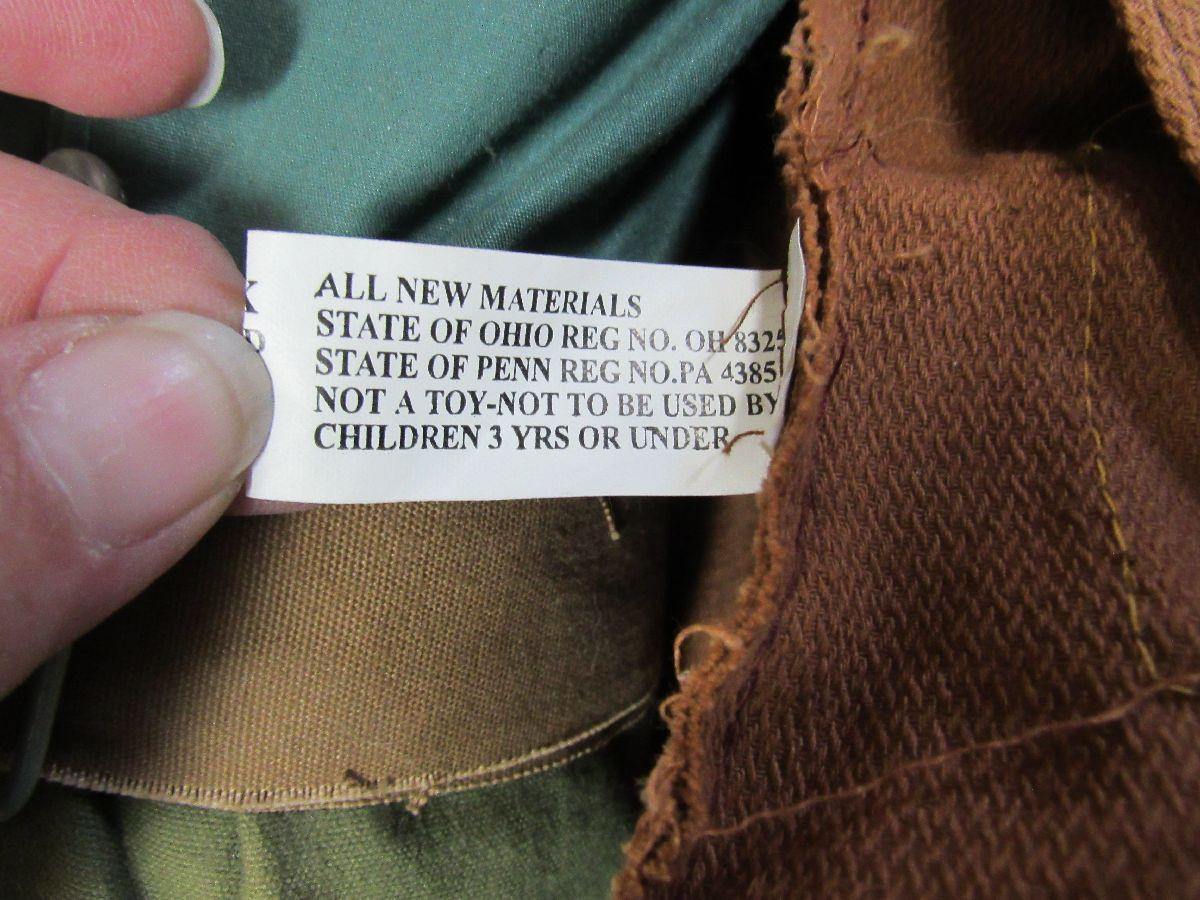 ALL NEW MATERIALS
STATE OF OHIO REG NO. OH 8325
STATE OF PENN REG NO.PA 4385
NOT A TOY-NOT TO BE USED BY
CHILDREN 3 YRS OR UNDER